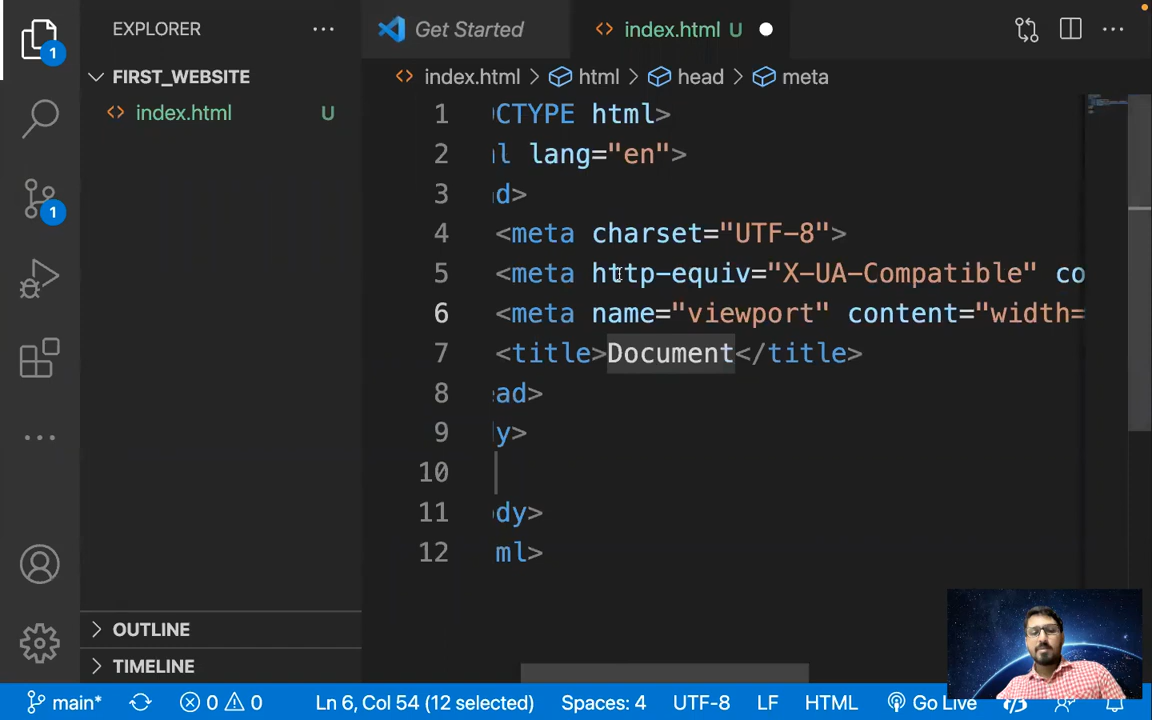 EXPLORER
Get Started
index.html U
1
FIRST_WEBSITE
index.html > html > head > meta
index.html U
1 CTYPE html>
2 l lang="en">
3 d>
4 <meta charset="UTF-8">
5 <meta http-equiv="X-UA-Compatible" co
6 <meta name="viewport" content="width=
7 <title>Document</title>
8 ad>
9 y>
10
11 dy>
12 ml>
1
OUTLINE
TIMELINE
main* 0 0 Ln 6, Col 54 (12 selected) Spaces: 4 UTF-8 LF HTML Go Live